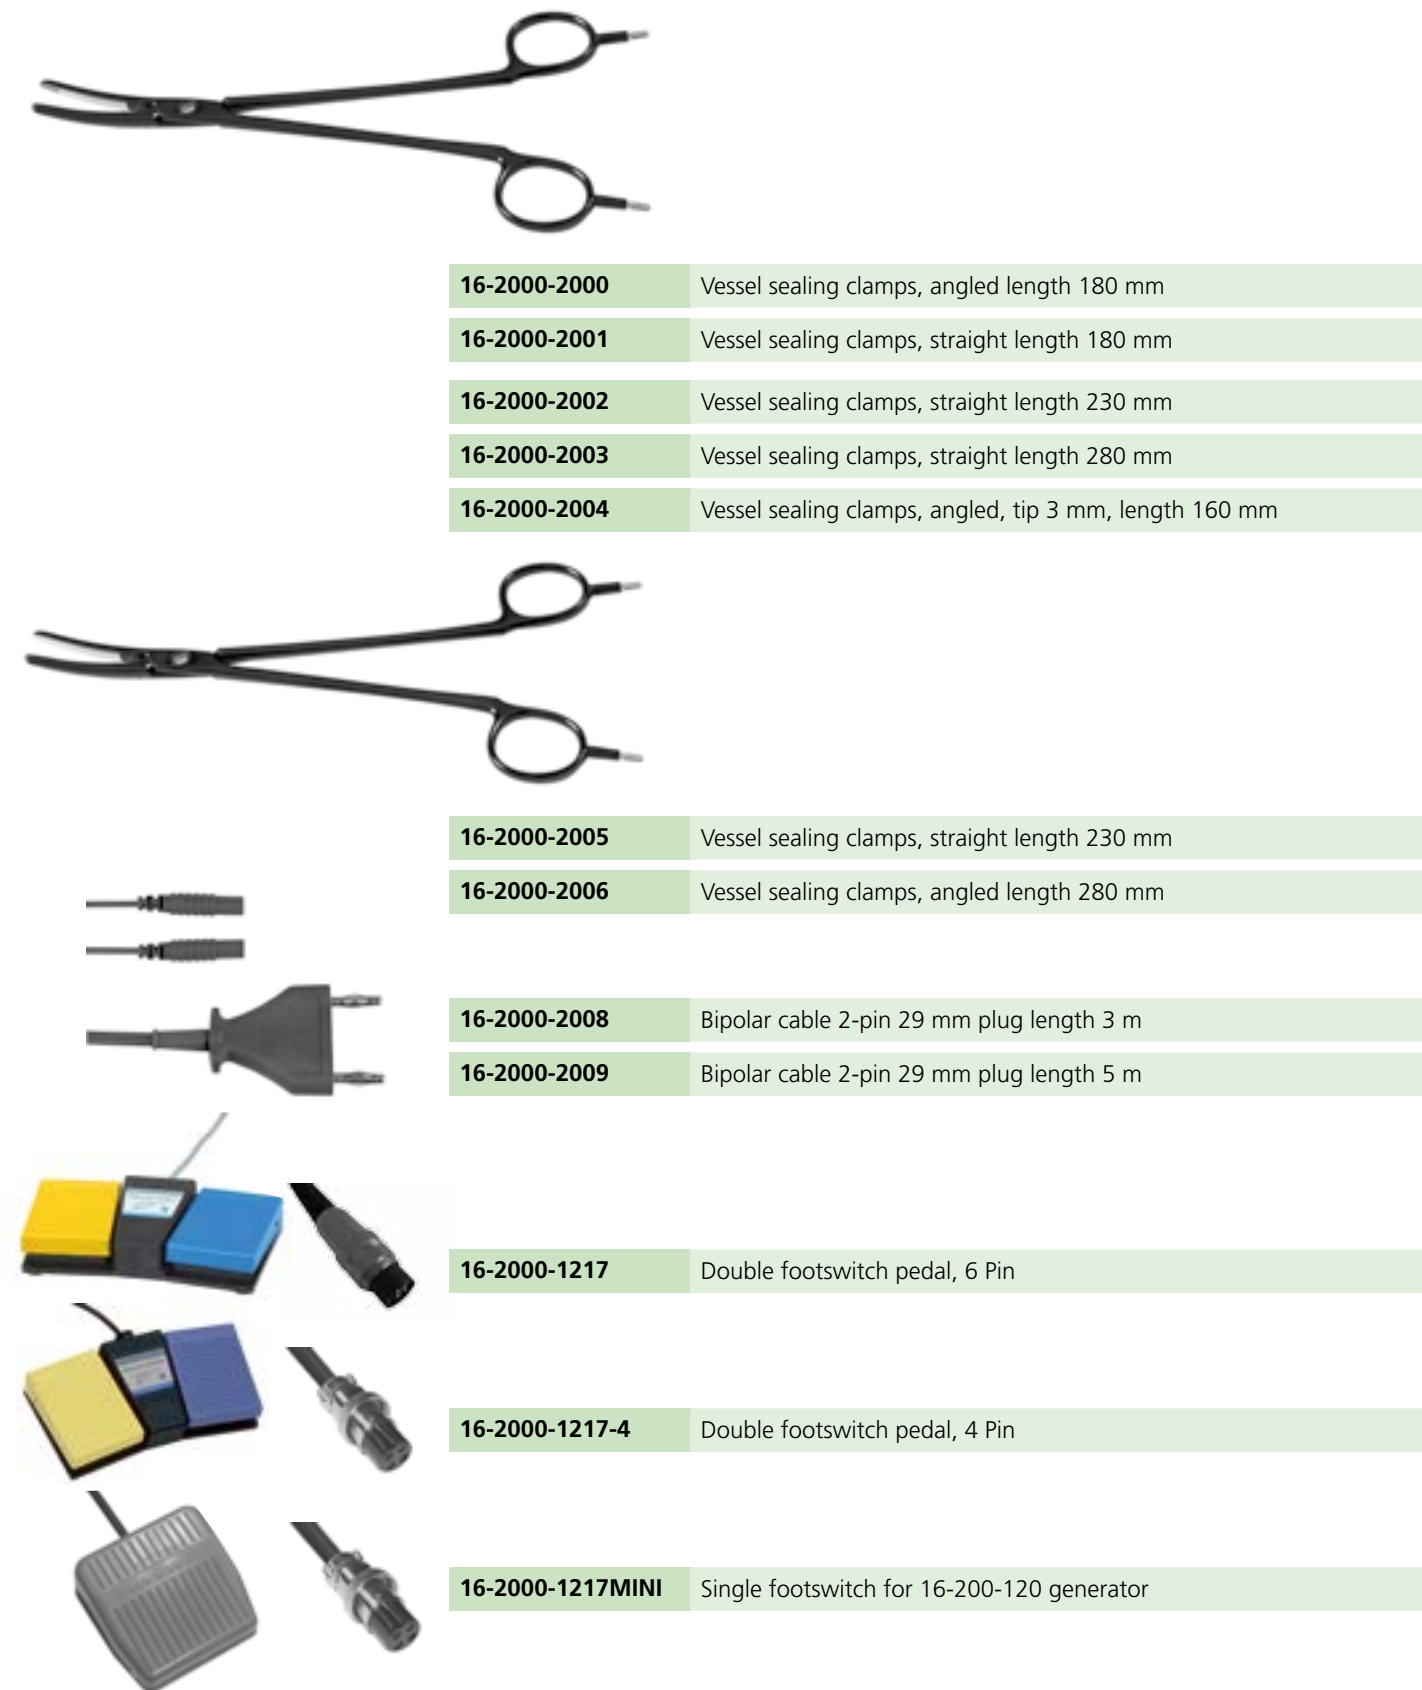 16-2000-2000 Vessel sealing clamps, angled length 180 mm
16-2000-2001 Vessel sealing clamps, straight length 180 mm
16-2000-2002 Vessel sealing clamps, straight length 230 mm
16-2000-2003 Vessel sealing clamps, straight length 280 mm
16-2000-2004 Vessel sealing clamps, angled, tip 3 mm, length 160 mm
16-2000-2005 Vessel sealing clamps, straight length 230 mm
16-2000-2006 Vessel sealing clamps, angled length 280 mm
16-2000-2008 Bipolar cable 2-pin 29 mm plug length 3 m
16-2000-2009 Bipolar cable 2-pin 29 mm plug length 5 m
16-2000-1217 Double footswitch pedal, 6 Pin
16-2000-1217-4 Double footswitch pedal, 4 Pin
16-2000-1217MINI Single footswitch for 16-200-120 generator